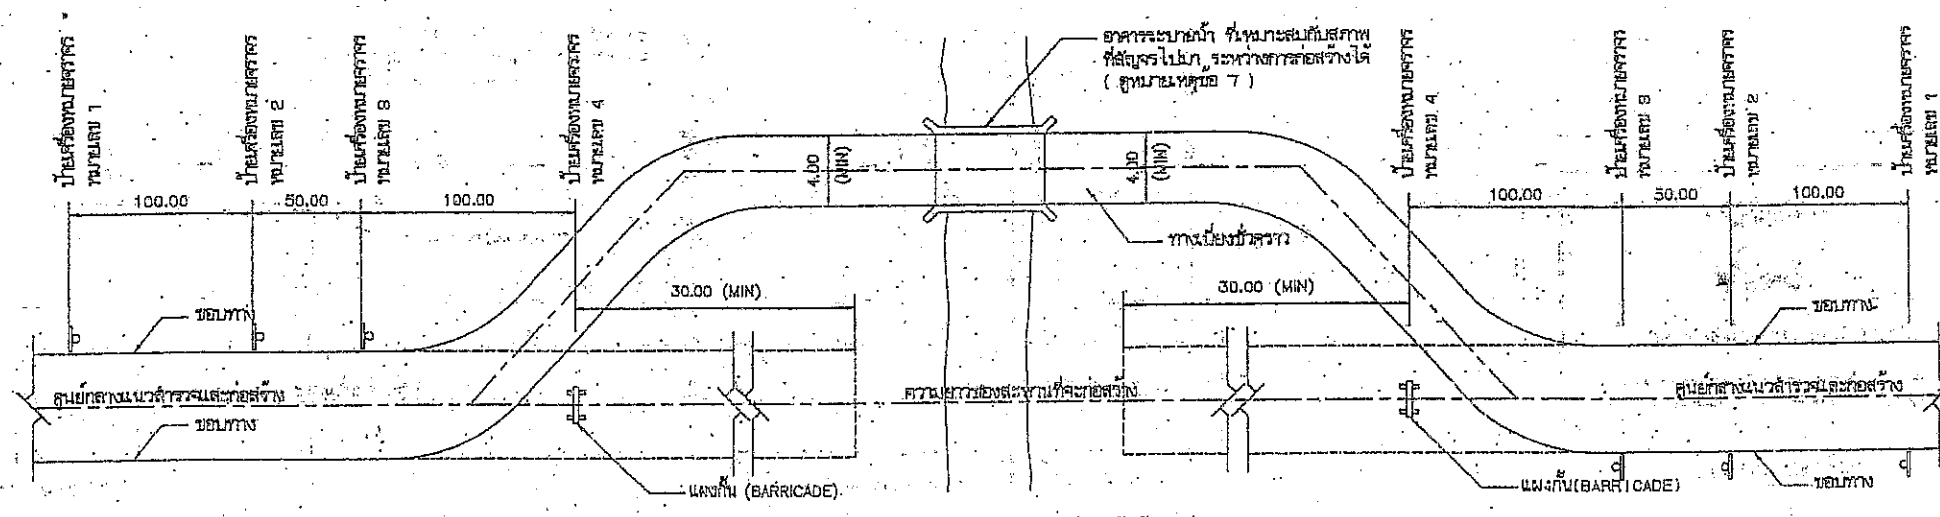 ป้ายเครื่องหมายจราจร
หมายเลข 1
ป้ายเครื่องหมายจราจร
หมายเลข 2
ป้ายเครื่องหมายจราจร
หมายเลข 3
ป้ายเครื่องหมายจราจร
หมายเลข 4
อาคารระบายน้ำ ที่เหมาะสมกับสภาพ
ที่สัญจรไปมา ระหว่างการก่อสร้างได้
( ดูหมายเหตุข้อ 7 )
ป้ายเครื่องหมายจราจร
หมายเลข 4
ป้ายเครื่องหมายจราจร
หมายเลข 3
ป้ายเครื่องหมายจราจร
หมายเลข 2
ป้ายเครื่องหมายจราจร
หมายเลข 1
100.00
50.00
100.00
4.00
(MIN)
4.00
(MIN)
100.00
50.00
100.00
ทางเบี่ยงชั่วคราว
30.00 (MIN)
30.00 (MIN)
ขอบทาง
ขอบทาง
ศูนย์กลางแนวสำรวจและก่อสร้าง
ความยาวของสะพานที่จะก่อสร้าง
ศูนย์กลางแนวสำรวจและก่อสร้าง
ขอบทาง
แผงกั้น (BARRICADE)
แผงกั้น(BARRICADE)
ขอบทาง